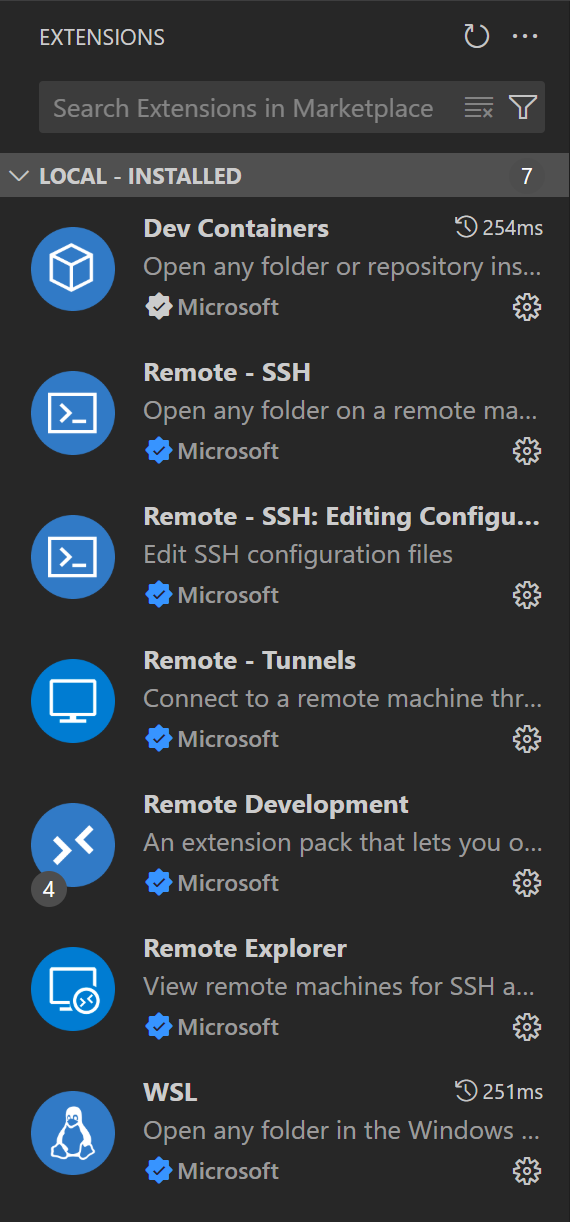 EXTENSIONS
Search Extensions in Marketplace
LOCAL - INSTALLED 7
Dev Containers 254ms
Open any folder or repository ins...
Microsoft
Remote - SSH
Open any folder on a remote ma...
Microsoft
Remote - SSH: Editing Configu...
Edit SSH configuration files
Microsoft
Remote - Tunnels
Connect to a remote machine thr...
Microsoft
Remote Development
An extension pack that lets you o...
4 Microsoft
Remote Explorer
View remote machines for SSH a...
Microsoft
WSL 251ms
Open any folder in the Windows ...
Microsoft